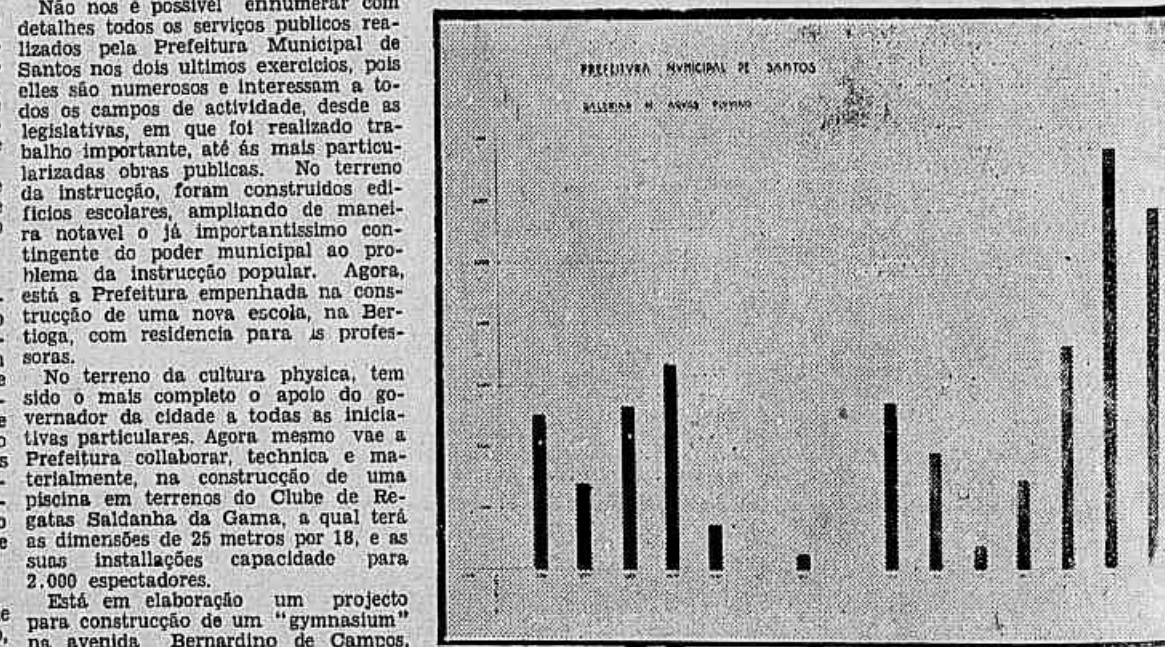 Não nos é possivel ennumerar com
detalhes todos os serviços publicos rea-
lizados pela Prefeitura Municipal de
Santos nos dois ultimos exercicios, pois
elles são numerosos e interessam a to-
dos os campos de actividade, desde as
legislativas, em que foi realizado tra-
balho importante, até ás mais particu-
larizadas obras publicas. No terreno
da instrucção, foram construidos edi-
ficios escolares, ampliando de manei-
ra notavel o já importantissimo con-
tingente do poder municipal ao pro-
blema da instrucção popular. Agora,
está a Prefeitura empenhada na cons-
trucção de uma nova escola, na Ber-
tioga, com residencia para as profes-
soras.
No terreno da cultura physica, tem
sido o mais completo o apoio do go-
vernador da cidade a todas as inicia-
tivas particulares. Agora mesmo vae a
Prefeitura collaborar, technica e ma-
terialmente, na construcção de uma
piscina em terrenos do Clube de Re-
gatas Saldanha da Gama, a qual terá
as dimensões de 25 metros por 18, e as
suas installações capacidade para
2.000 espectadores.
Está em elaboração um projecto
para construcção de um "gymnasium"
na avenida Bernardino de Campos,
PREFEITVRA MVNICIPAL DE SANTOS